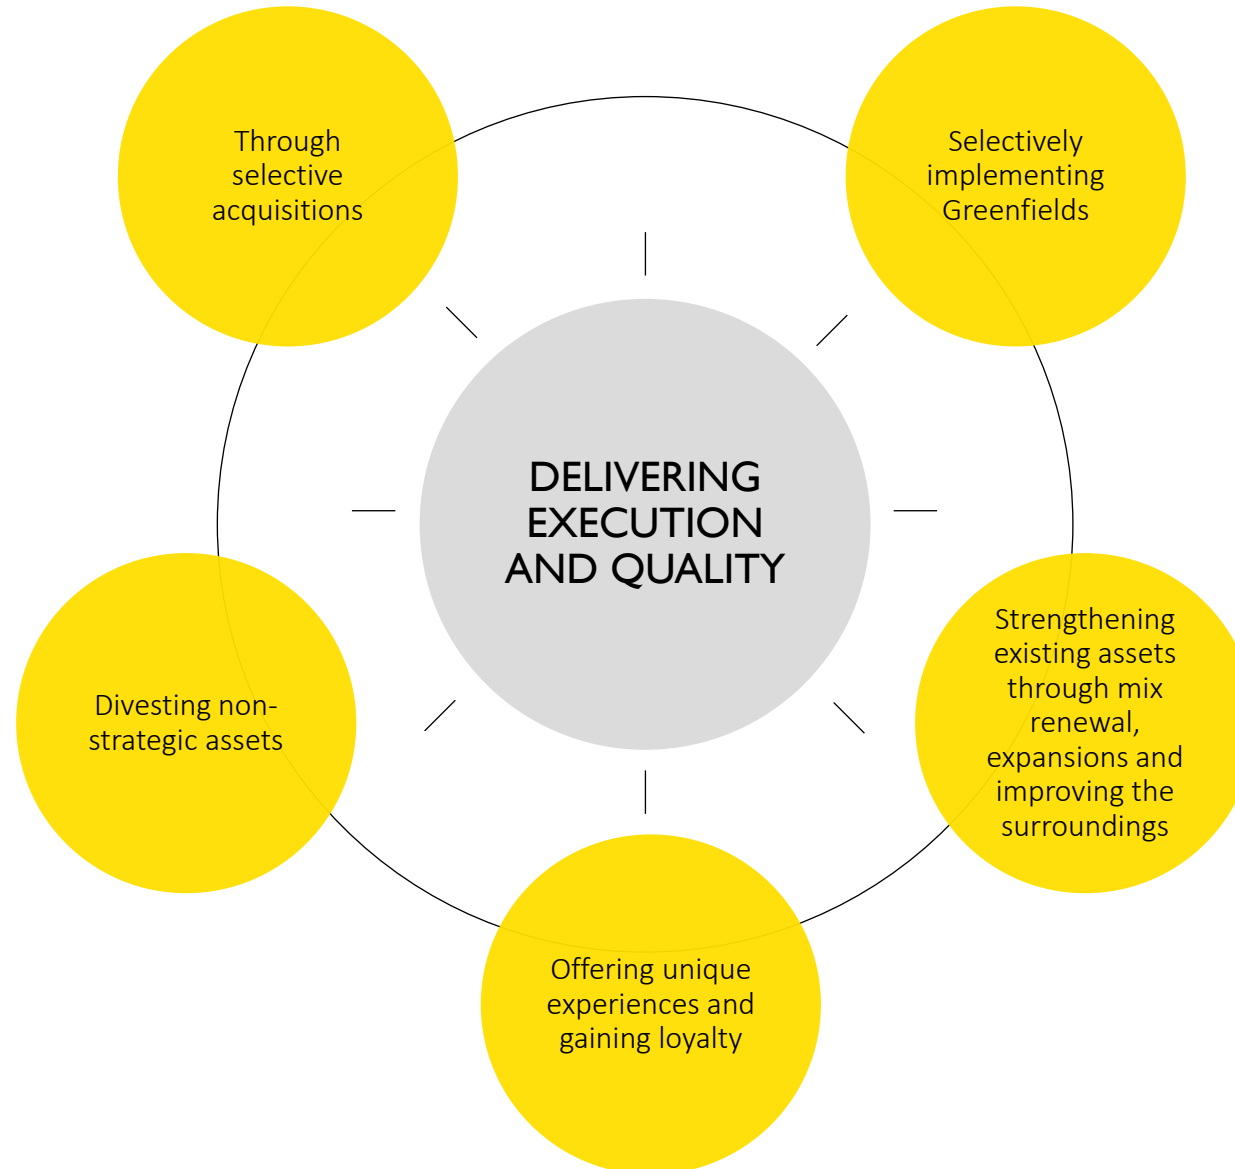 Through
selective
acquisitions
Selectively
implementing
Greenfields
DELIVERING
EXECUTION
AND QUALITY
Strengthening
existing assets
through mix
renewal,
expansions and
improving the
surroundings
Divesting non-
strategic assets
Offering unique
experiences and
gaining loyalty